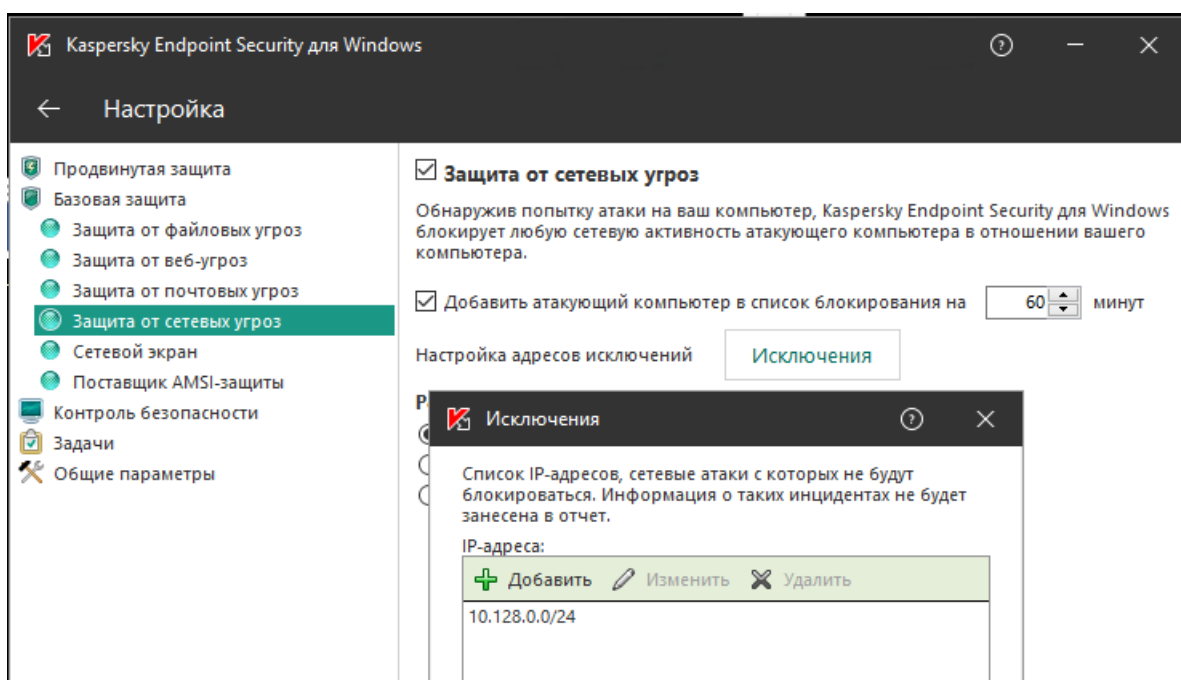 Kaspersky Endpoint Security для Windows
Настройка
Продвинутая защита
Базовая защита
Защита от файловых угроз
Защита от веб-угроз
Защита от почтовых угроз
Защита от сетевых угроз
Сетевой экран
Поставщик AMSI-защиты
Контроль безопасности
Задачи
Общие параметры
Защита от сетевых угроз
Обнаружив попытку атаки на ваш компьютер, Kaspersky Endpoint Security для Windows
блокирует любую сетевую активность атакующего компьютера в отношении вашего
компьютера.
Добавить атакующий компьютер в список блокирования на 60 минут
Настройка адресов исключений Исключения
Исключения
Список IP-адресов, сетевые атаки с которых не будут
блокироваться. Информация о таких инцидентах не будет
занесена в отчет.
IP-адреса:
Добавить Изменить Удалить
10.128.0.0/24